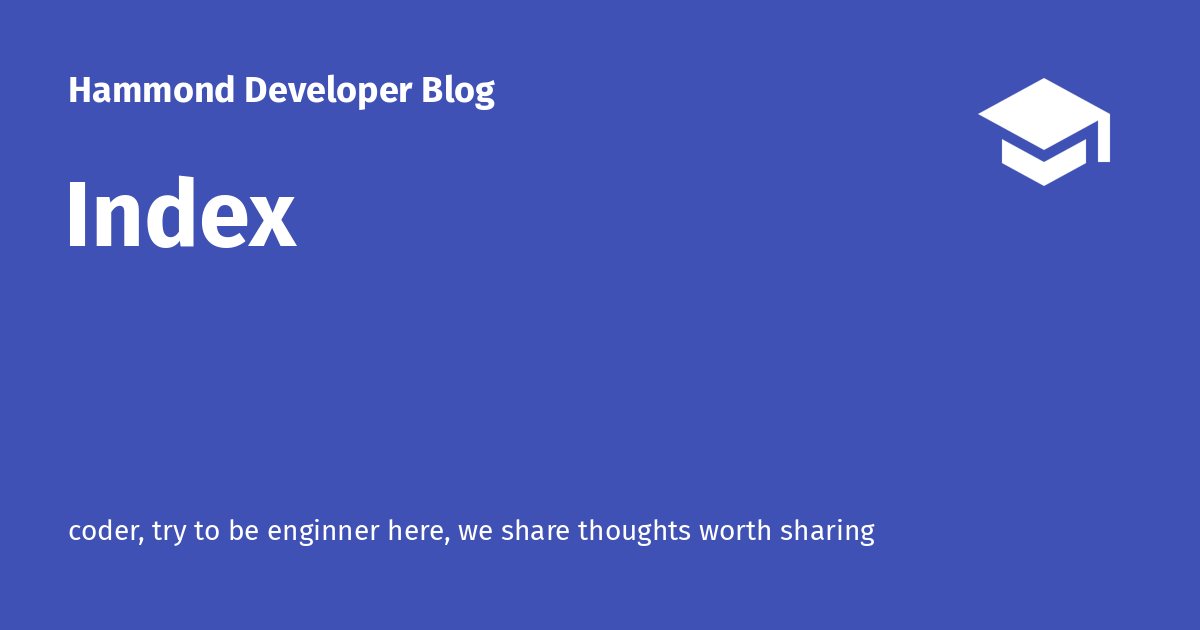 Hammond Developer Blog
Index
coder, try to be enginner here, we share thoughts worth sharing